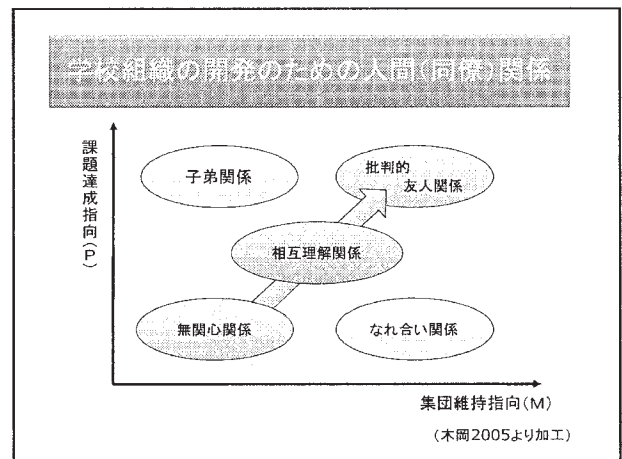 学校組織の開発のための人間(同僚)関係
課題達成指向(P)
子弟関係
批判的
友人関係
相互理解関係
無関心関係
なれ合い関係
集団維持指向(M)
(木岡2005より加工)